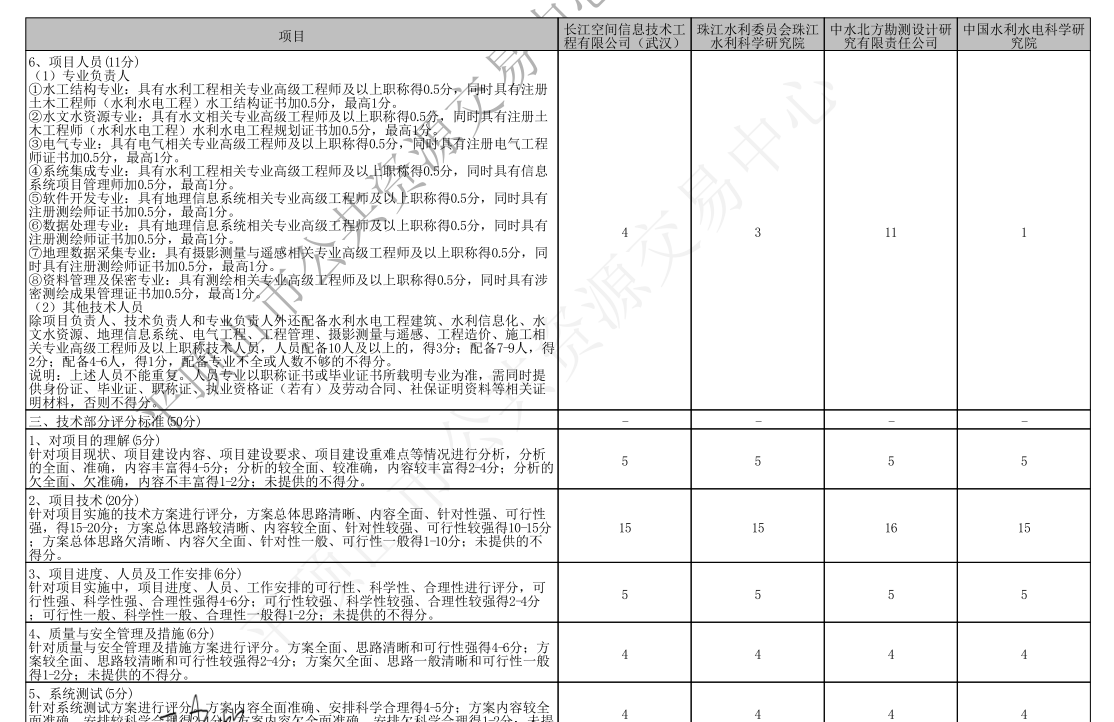 项目
长江空间信息技术工
程有限公司（武汉）
珠江水利委员会珠江
水利科学研究院
中水北方勘测设计研
究有限责任公司
中国水利水电科学研
究院
6、项目人员(11分)
（1）专业负责人
①水工结构专业：具有水利工程相关专业高级工程师及以上职称得0.5分，同时具有注册
土木工程师（水利水电工程）水工结构证书加0.5分，最高1分。
②水文水资源专业：具有水文相关专业高级工程师及以上职称得0.5分，同时具有注册土
木工程师（水利水电工程）水利水电工程规划证书加0.5分，最高1分。
③电气专业：具有电气相关专业高级工程师及以上职称得0.5分，同时具有注册电气工程
师证书加0.5分，最高1分。
④系统集成专业：具有水利工程相关专业高级工程师及以上职称得0.5分，同时具有信息
系统项目管理师加0.5分，最高1分。
⑤软件开发专业：具有地理信息系统相关专业高级工程师及以上职称得0.5分，同时具有
注册测绘师证书加0.5分，最高1分。
⑥数据处理专业：具有地理信息系统相关专业高级工程师及以上职称得0.5分，同时具有
注册测绘师证书加0.5分，最高1分。
⑦地理数据采集专业：具有摄影测量与遥感相关专业高级工程师及以上职称得0.5分，同
时具有注册测绘师证书加0.5分，最高1分。
⑧资料管理及保密专业：具有测绘相关专业高级工程师及以上职称得0.5分，同时具有涉
密测绘成果管理证书加0.5分，最高1分。
（2）其他技术人员
除项目负责人、技术负责人和专业负责人外还配备水利水电工程建筑、水利信息化、水
文水资源、地理信息系统、电气工程、工程管理、摄影测量与遥感、工程造价、施工相
关专业高级工程师及以上职称技术人员，人员配备10人及以上的，得3分；配备7-9人，得
2分；配备4-6人，得1分，配备专业不全或人数不够的不得分。
说明：上述人员不能重复。人员专业以职称证书或毕业证书所载明专业为准，需同时提
供身份证、毕业证、职称证、执业资格证（若有）及劳动合同、社保证明资料等相关证
明材料，否则不得分。
4 3 11 1
三、技术部分评分标准(50分) － － － －
1、对项目的理解(5分)
针对项目现状、项目建设内容、项目建设要求、项目建设重难点等情况进行分析，分析
的全面、准确，内容丰富得4-5分；分析的较全面、较准确，内容较丰富得2-4分；分析的
欠全面、欠准确，内容不丰富得1-2分；未提供的不得分。
5 5 5 5
2、项目技术(20分)
针对项目实施的技术方案进行评分，方案总体思路清晰、内容全面、针对性强、可行性
强，得15-20分；方案总体思路较清晰、内容较全面、针对性较强、可行性较强得10-15分
；方案总体思路欠清晰、内容欠全面、针对性一般、可行性一般得1-10分；未提供的不
得分。
15 15 16 15
3、项目进度、人员及工作安排(6分)
针对项目实施中，项目进度、人员、工作安排的可行性、科学性、合理性进行评分，可
行性强、科学性强、合理性强得4-6分；可行性较强、科学性较强、合理性较强得2-4分
；可行性一般、科学性一般、合理性一般得1-2分；未提供的不得分。
5 5 5 5
4、质量与安全管理及措施(6分)
针对质量与安全管理及措施方案进行评分。方案全面、思路清晰和可行性强得4-6分；方
案较全面、思路较清晰和可行性较强得2-4分；方案欠全面、思路一般清晰和可行性一般
得1-2分；未提供的不得分。
4 4 4 4
5、系统测试(5分)
针对系统测试方案进行评分，方案内容全面准确、安排科学合理得4-5分；方案内容较全
面准确、安排较科学合理得2-4分；方案内容欠全面准确、安排欠科学合理得1-2分，未提
4 4 4 4
平顶山市公共资源交易中心
平顶山市公共资源交易中心